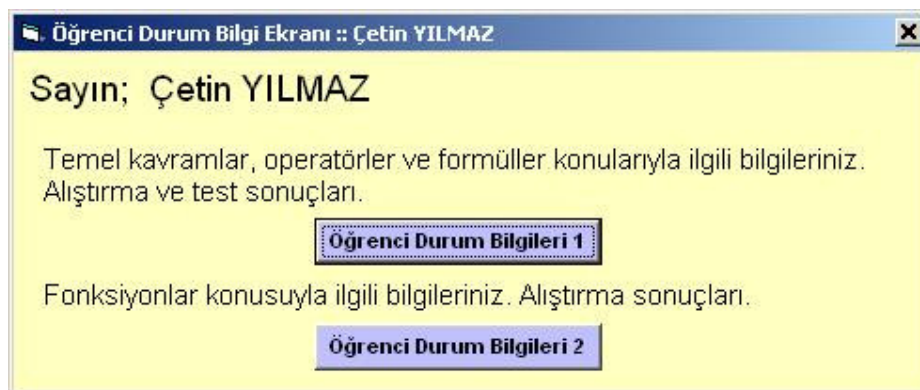 Öğrenci Durum Bilgi Ekranı :: Çetin YILMAZ
Sayın; Çetin YILMAZ
Temel kavramlar, operatörler ve formüller konularıyla ilgili bilgileriniz.
Alıştırma ve test sonuçları.
Öğrenci Durum Bilgileri 1
Fonksiyonlar konusuyla ilgili bilgileriniz. Alıştırma sonuçları.
Öğrenci Durum Bilgileri 2